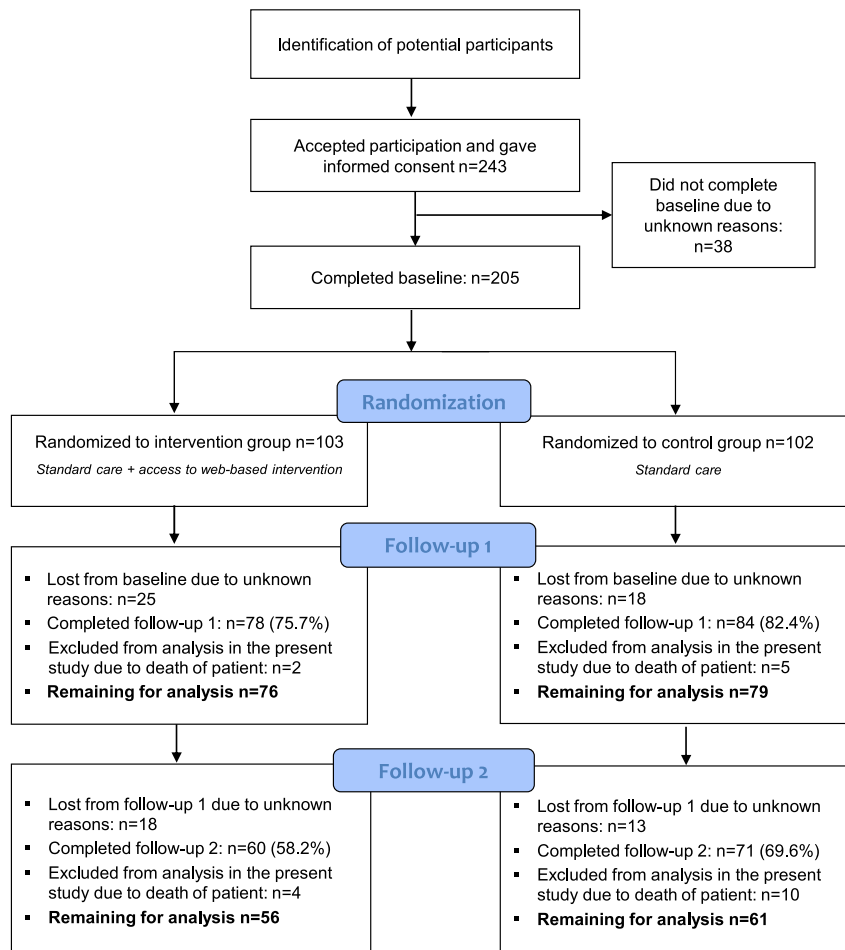 Identification of potential participants
Accepted participation and gave
informed consent n=243
Did not complete
baseline due to
unknown reasons:
n=38
Completed baseline: n=205
Randomization
Randomized to intervention group n=103
Standard care + access to web-based intervention
Randomized to control group n=102
Standard care
Follow-up 1
▪ Lost from baseline due to unknown
reasons: n=25
▪ Completed follow-up 1: n=78 (75.7%)
▪ Excluded from analysis in the present
study due to death of patient: n=2
▪ Remaining for analysis n=76
▪ Lost from baseline due to unknown
reasons: n=18
▪ Completed follow-up 1: n=84 (82.4%)
▪ Excluded from analysis in the present
study due to death of patient: n=5
▪ Remaining for analysis n=79
Follow-up 2
▪ Lost from follow-up 1 due to unknown
reasons: n=18
▪ Completed follow-up 2: n=60 (58.2%)
▪ Excluded from analysis in the present
study due to death of patient: n=4
▪ Remaining for analysis n=56
▪ Lost from follow-up 1 due to unknown
reasons: n=13
▪ Completed follow-up 2: n=71 (69.6%)
▪ Excluded from analysis in the present
study due to death of patient: n=10
▪ Remaining for analysis n=61